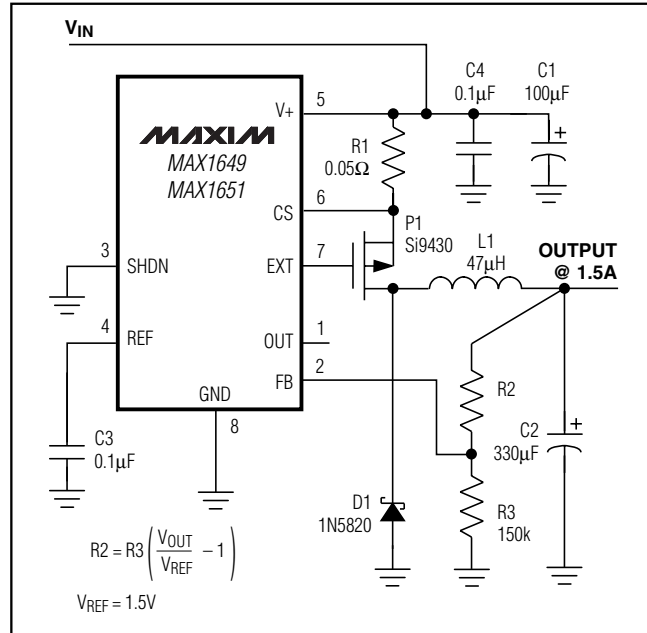 VIN
MAXIM
MAX1649
MAX1651
V+
5
CS
6
EXT
7
OUT
1
FB
2
3
SHDN
4
REF
GND
8
C3
0.1µF
R1
0.05Ω
C4
0.1µF
C1
100µF
+
P1
Si9430
L1
47µH
OUTPUT
@ 1.5A
R2
C2
330µF
+
R3
150k
D1
1N5820
R2 = R3 (VOUT/VREF – 1)
VREF = 1.5V